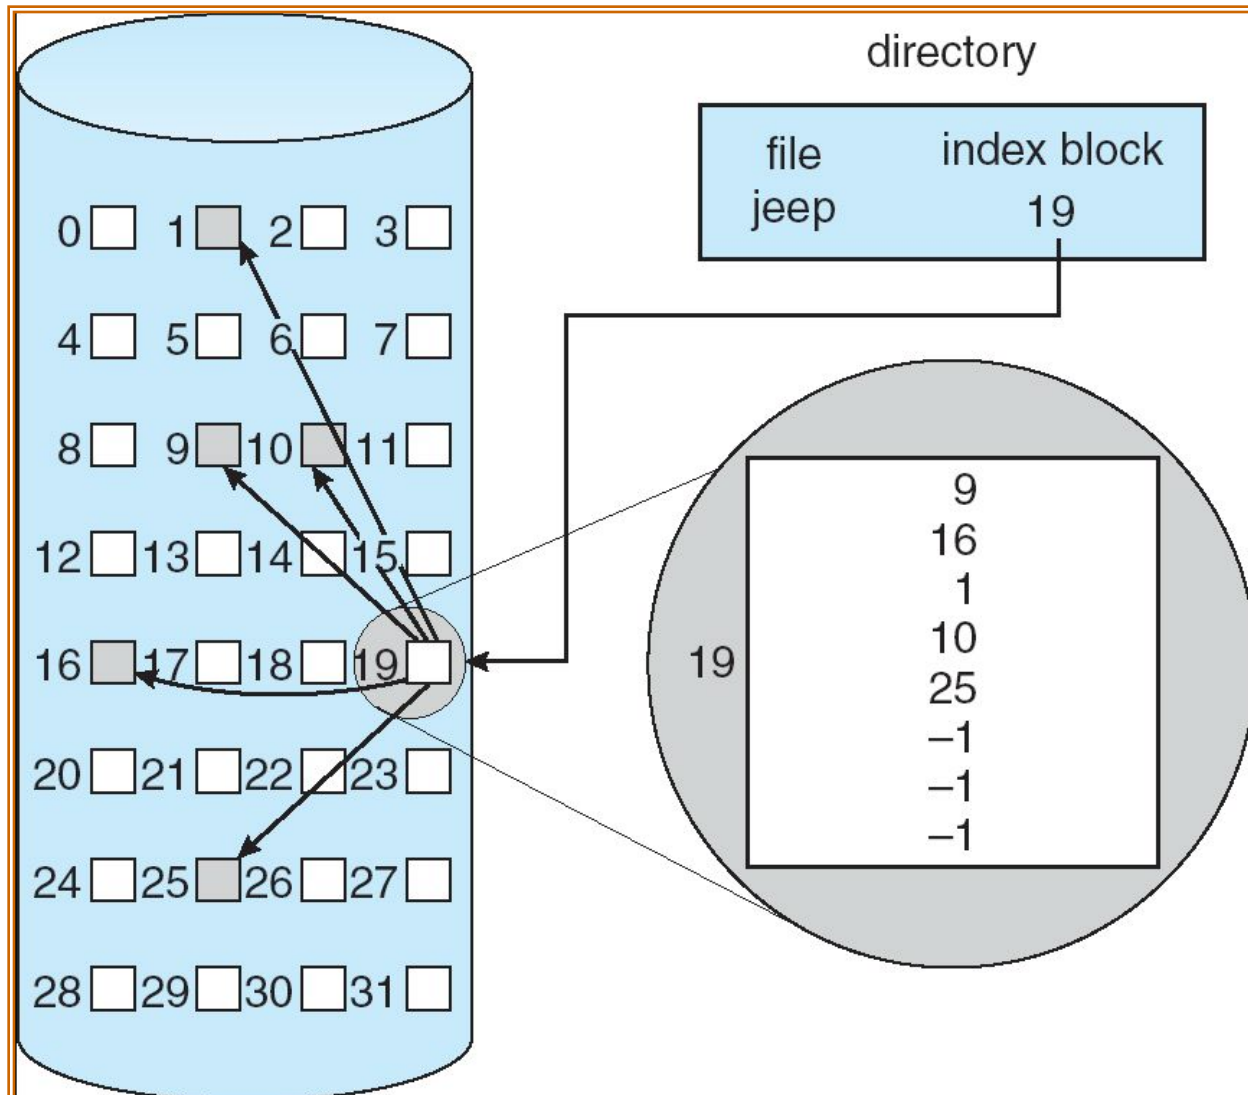 directory
file index block
jeep 19
0 1 2 3
4 5 6 7
8 9 10 11
12 13 14 15
16 17 18 19
20 21 22 23
24 25 26 27
28 29 30 31
19
9
16
1
10
25
–1
–1
–1